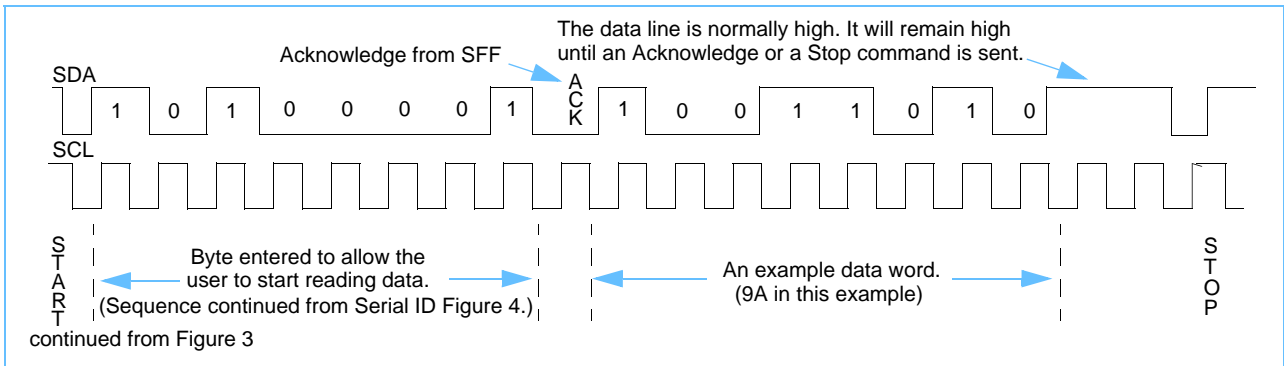 The data line is normally high. It will remain high
until an Acknowledge or a Stop command is sent.
Acknowledge from SFF
SDA
ACK
1 0 1 0 0 0 0 1 1 0 0 1 1 0 1 0
SCL
START
Byte entered to allow the
user to start reading data.
(Sequence continued from Serial ID Figure 4.)
An example data word.
(9A in this example)
STOP
continued from Figure 3